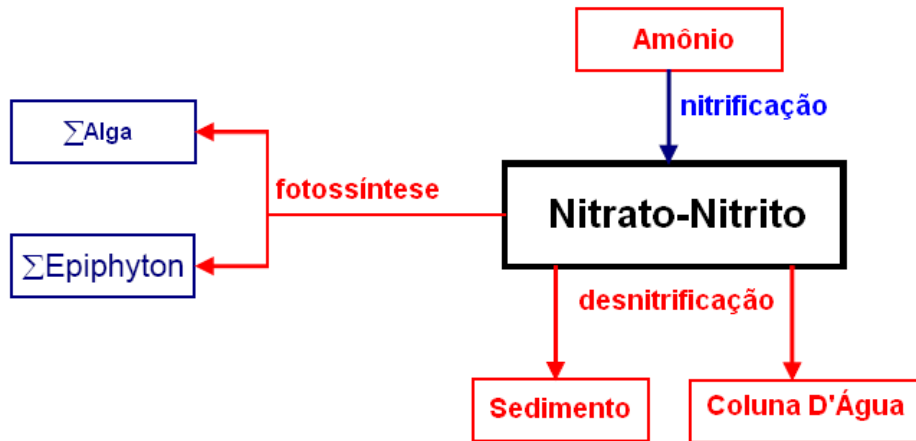 Amônio
nitrificação
∑Alga
fotossíntese
Nitrato-Nitrito
∑Epiphyton
desnitrificação
Sedimento
Coluna D'Água